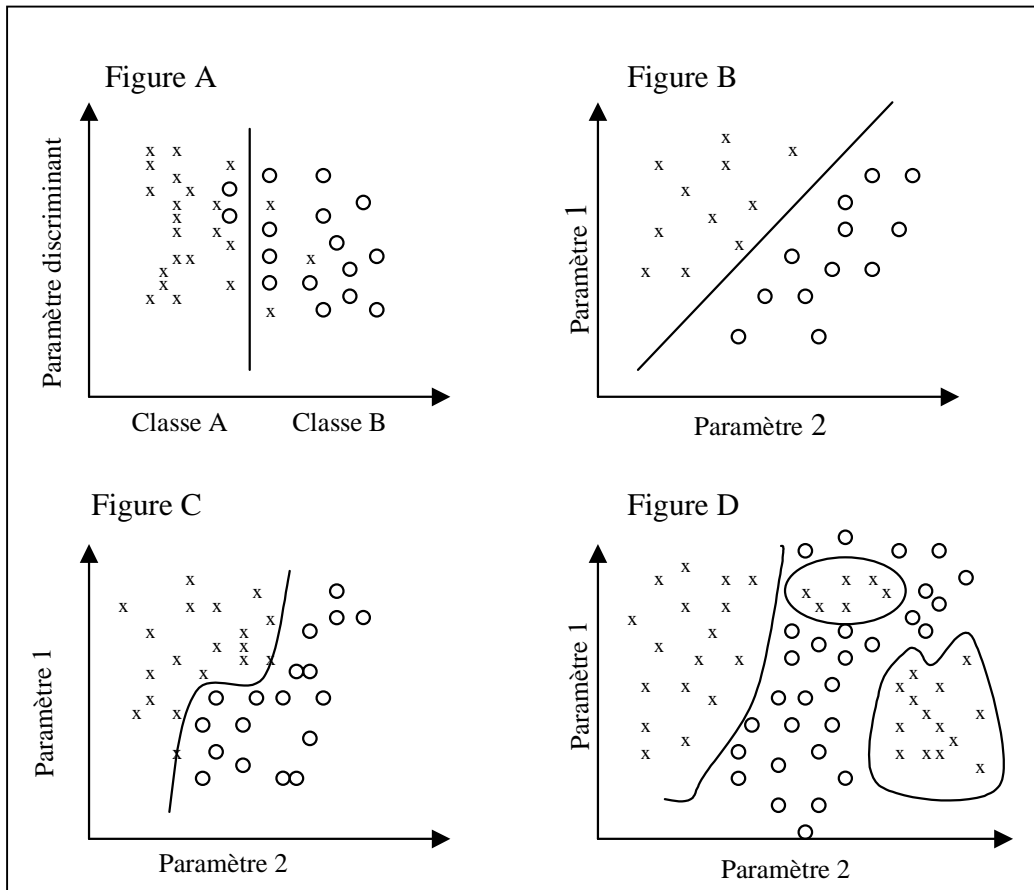 Figure A
Paramètre discriminant
Classe A
Classe B
Figure B
Paramètre 1
Paramètre 2
Figure C
Paramètre 1
Paramètre 2
Figure D
Paramètre 1
Paramètre 2